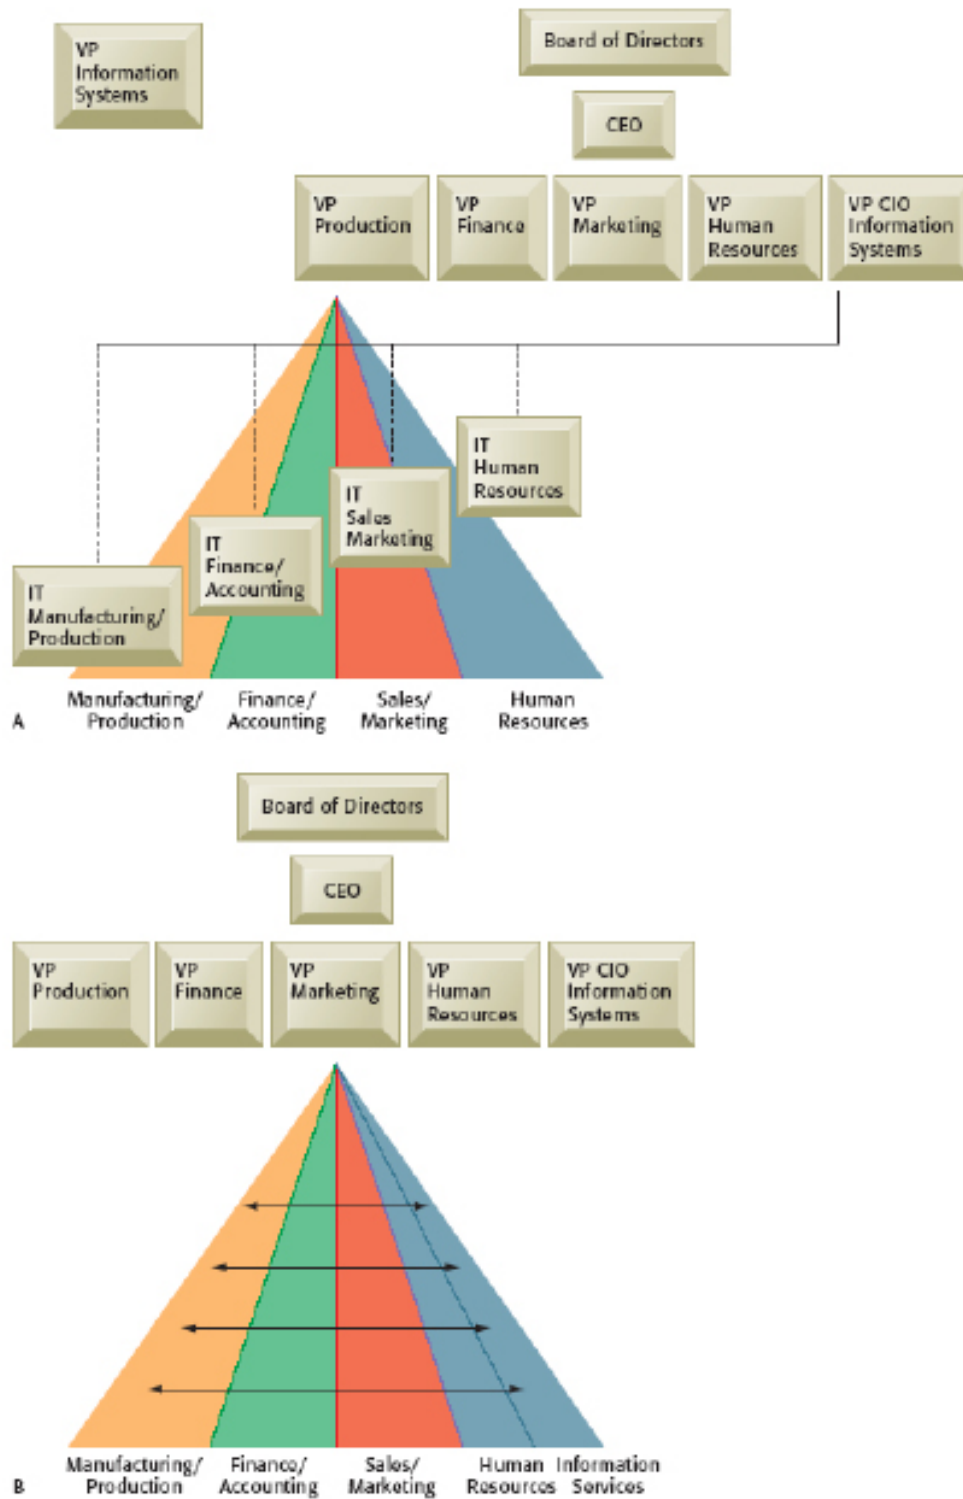 VP
Information
Systems
Board of Directors
CEO
VP
Production
VP
Finance
VP
Marketing
VP
Human
Resources
VP CIO
Information
Systems
IT
Human
Resources
IT
Sales
Marketing
IT
Finance/
Accounting
IT
Manufacturing/
Production
Manufacturing/
Production
Finance/
Accounting
Sales/
Marketing
Human
Resources
A
Board of Directors
CEO
VP
Production
VP
Finance
VP
Marketing
VP
Human
Resources
VP CIO
Information
Systems
Manufacturing/
Production
Finance/
Accounting
Sales/
Marketing
Human
Resources
Information
Services
B